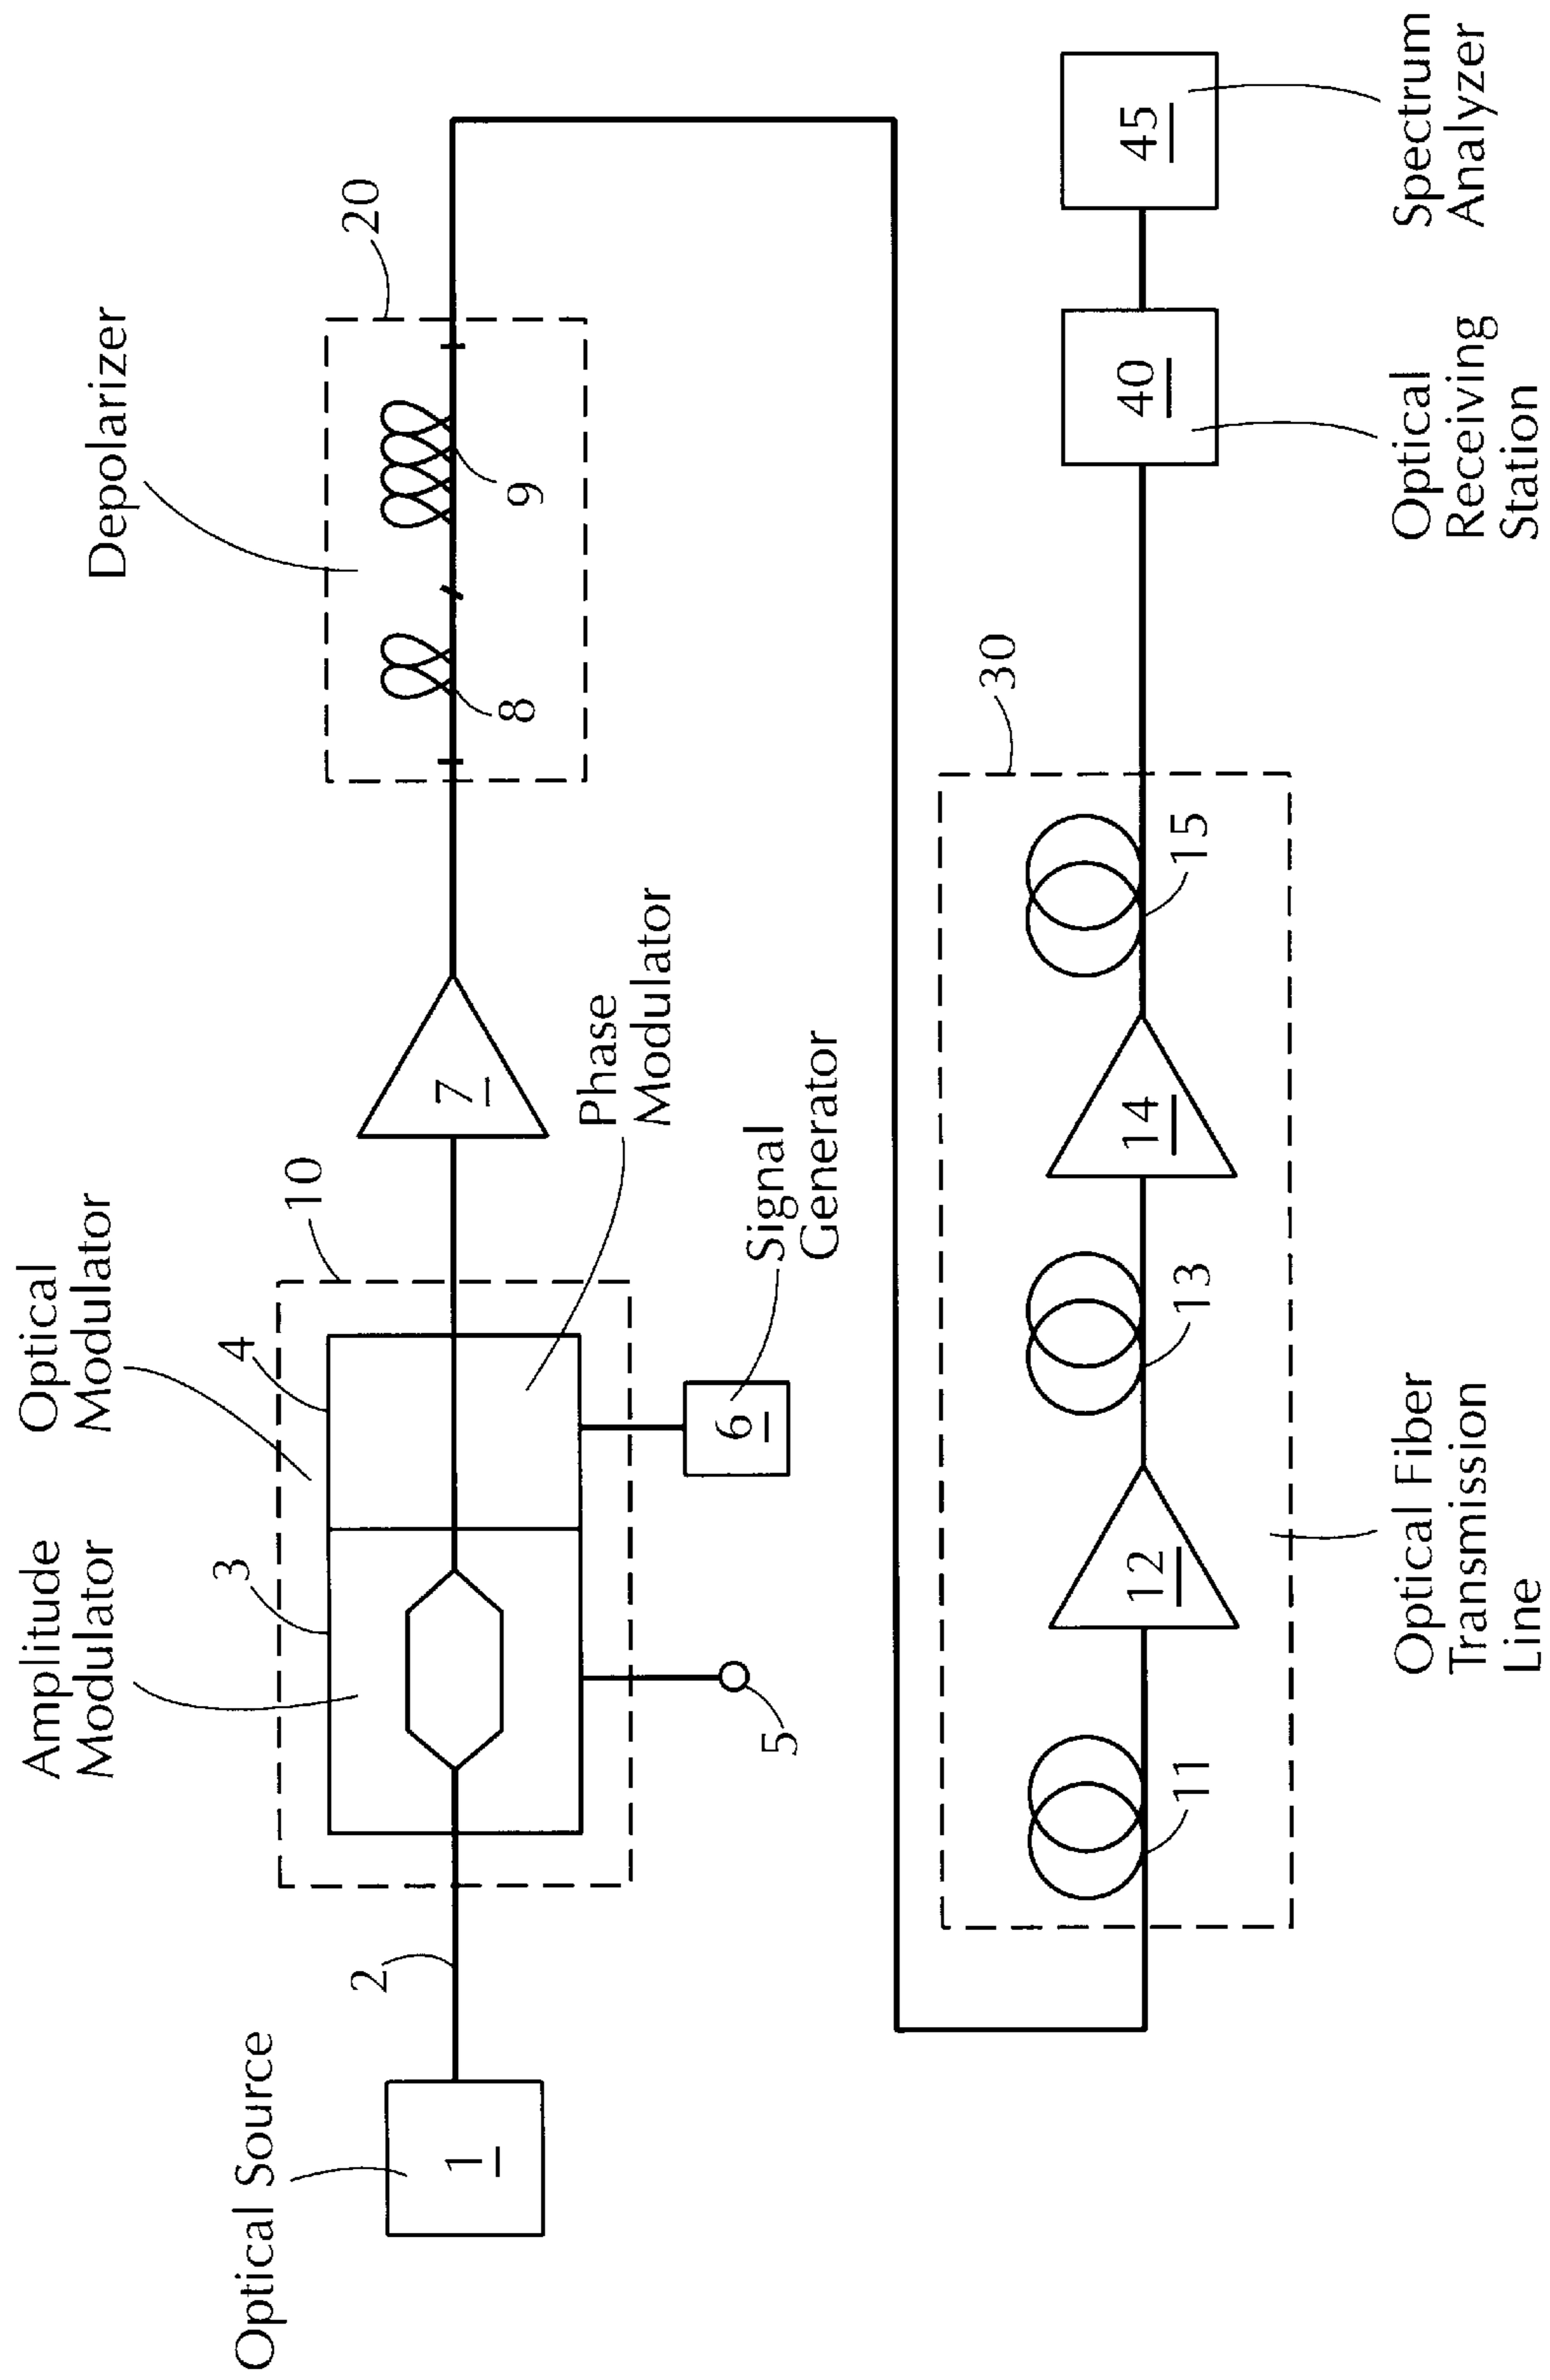 Amplitude
Modulator
Optical
Modulator
Depolarizer
Optical Source
1
2
3
4
10
5
6
Signal
Generator
Phase
Modulator
7
8
9
20
30
11
12
13
14
15
40
45
Optical Fiber
Transmission
Line
Optical
Receiving
Station
Spectrum
Analyzer